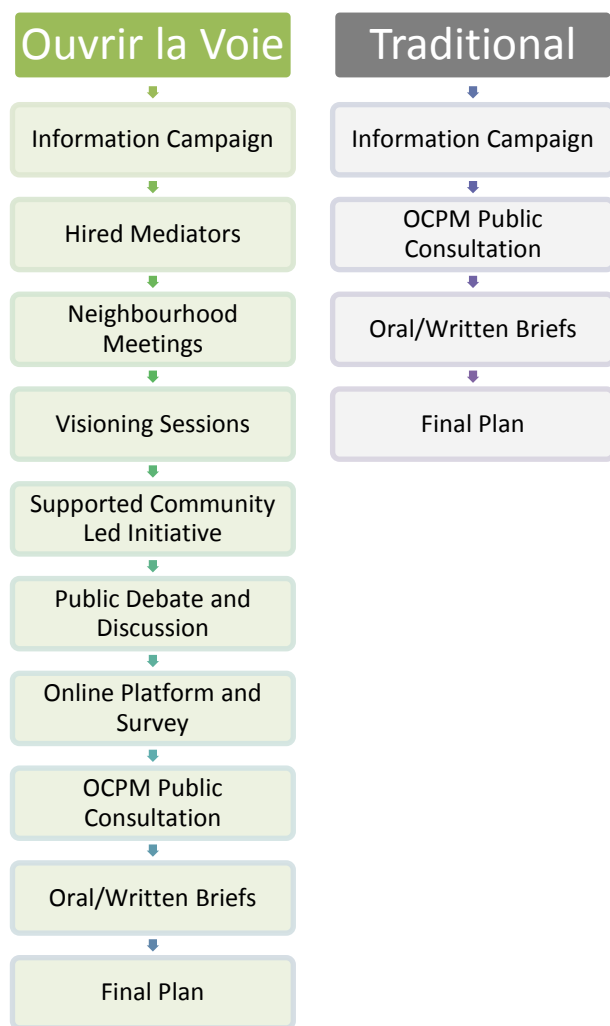 Ouvrir la Voie
Information Campaign
Hired Mediators
Neighbourhood
Meetings
Visioning Sessions
Supported Community
Led Initiative
Public Debate and
Discussion
Online Platform and
Survey
OCPM Public
Consultation
Oral/Written Briefs
Final Plan
Traditional
Information Campaign
OCPM Public
Consultation
Oral/Written Briefs
Final Plan